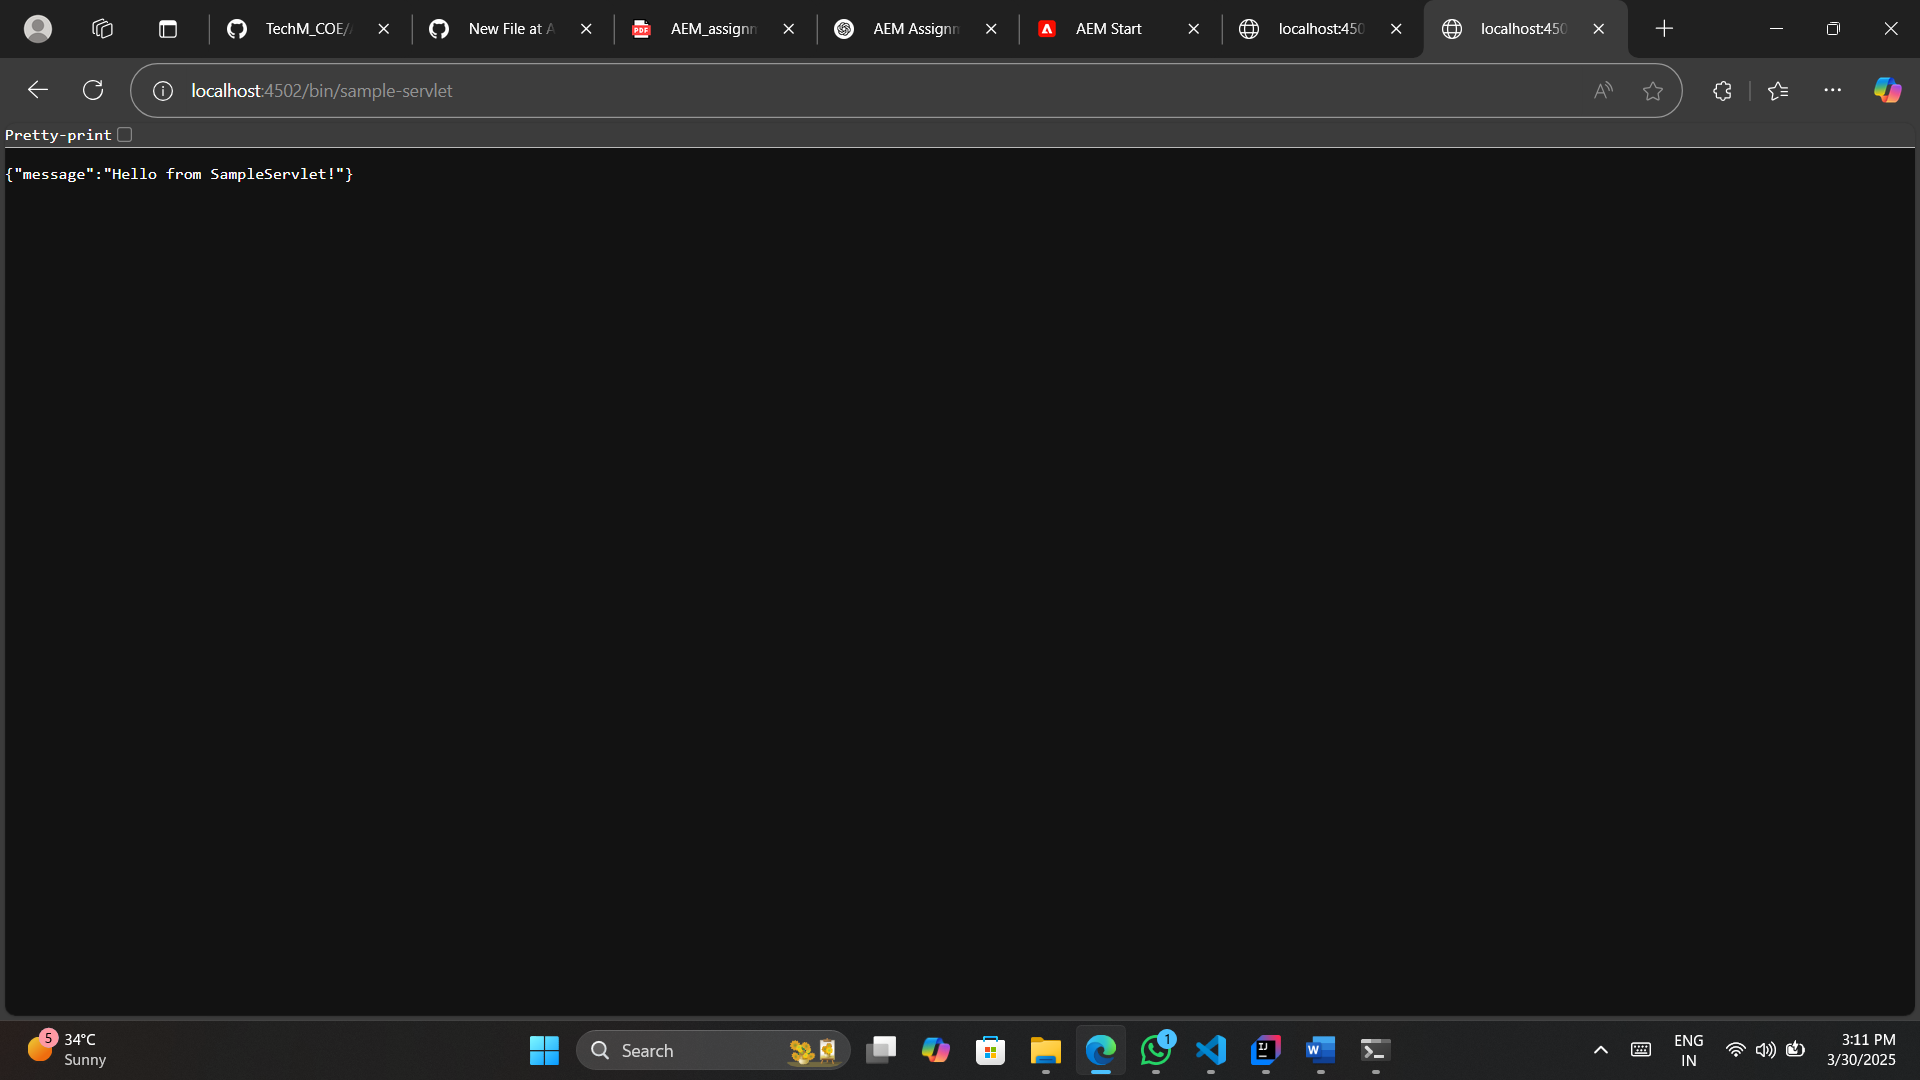 TechM_COE/
New File at A
AEM_assignm
AEM Assignn
AEM Start
localhost:450
localhost:450
localhost:4502/bin/sample-servlet
Pretty-print
{"message":"Hello from SampleServlet!"}
5
34°C
Sunny
Search
1
ENG
IN
3:11 PM
3/30/2025